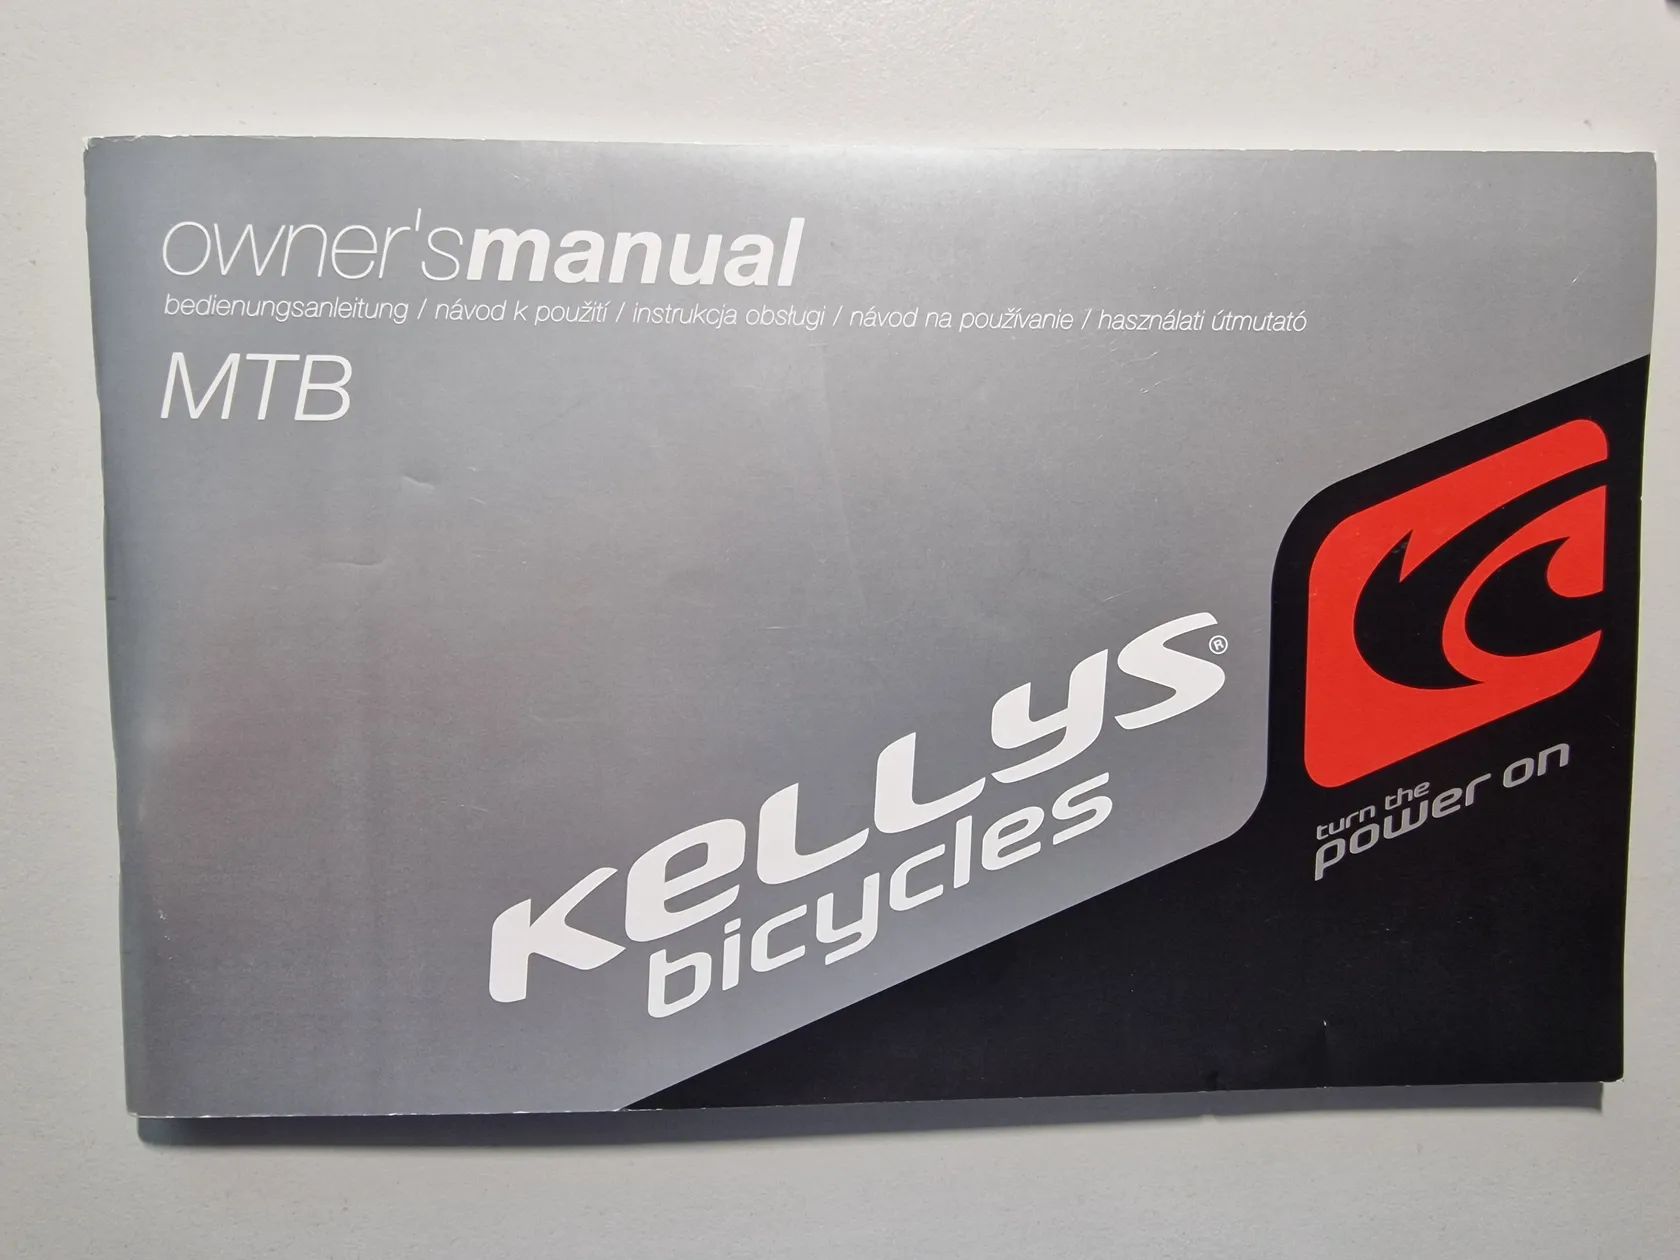 owner'smanual
bedienungsanleitung / návod k použití / instrukcja obsługi / návod na používanie / használati útmutató
MTB
KELLYS®
bicycles
turn the
power on